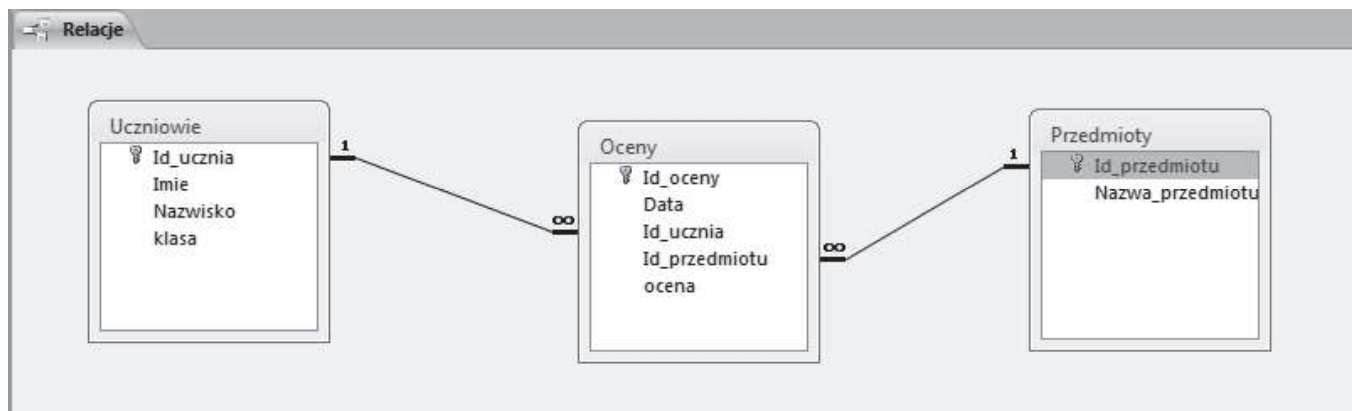 Relacje
Uczniowie
Id_ucznia
Imie
Nazwisko
klasa
1
∞
Oceny
Id_oceny
Data
Id_ucznia
Id_przedmiotu
ocena
∞
1
Przedmioty
Id_przedmiotu
Nazwa_przedmiotu